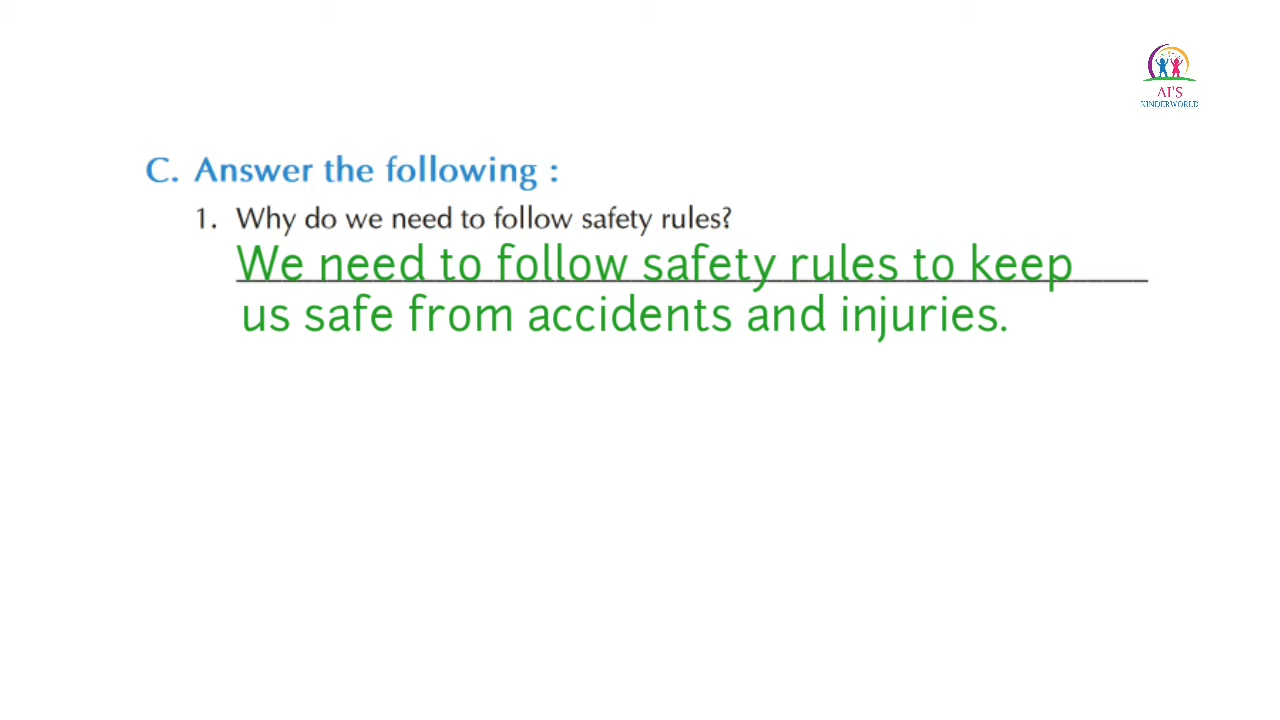 AI'S
KINDERWORLD
C. Answer the following :
1. Why do we need to follow safety rules?
We need to follow safety rules to keep
us safe from accidents and injuries.